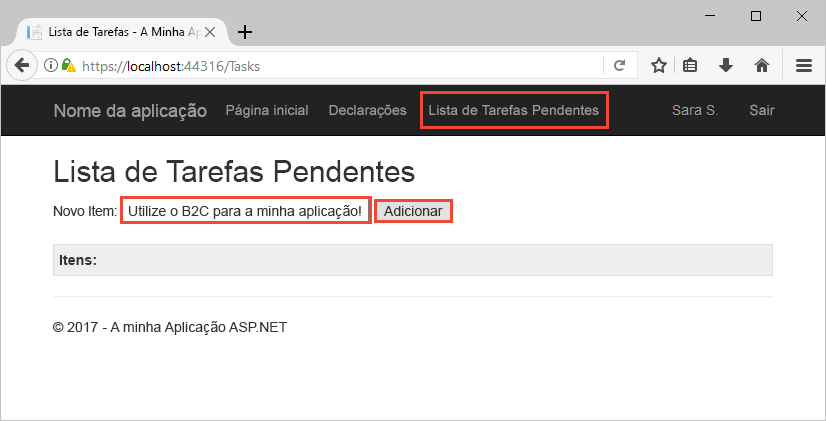 Lista de Tarefas - A Minha Ap
https://localhost:44316/Tasks
Nome da aplicação Página inicial Declarações Lista de Tarefas Pendentes Sara S. Sair
Lista de Tarefas Pendentes
Novo Item: Utilize o B2C para a minha aplicação! Adicionar
Itens:
© 2017 - A minha Aplicação ASP.NET